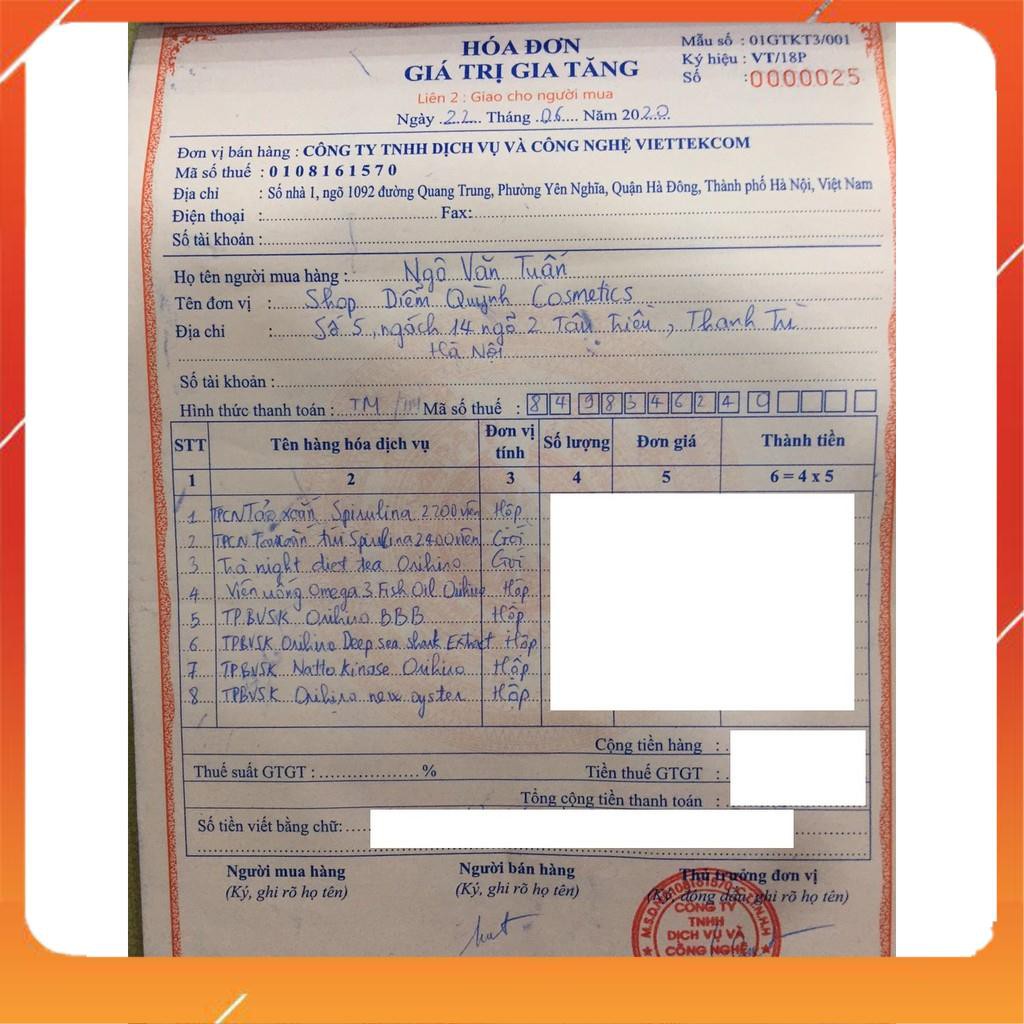 HÓA ĐƠN
GIÁ TRỊ GIA TĂNG
Liên 2 : Giao cho người mua
Ngày 22 Tháng 06 Năm 2020
Mẫu số : 01GTKT3/001
Ký hiệu : VT/18P
Số : 0000025
Đơn vị bán hàng : CÔNG TY TNHH DỊCH VỤ VÀ CÔNG NGHỆ VIETTEKCOM
Mã số thuế : 0108161570
Địa chỉ : Số nhà 1, ngõ 1092 đường Quang Trung, Phường Yên Nghĩa, Quận Hà Đông, Thành phố Hà Nội, Việt Nam
Điện thoại : Fax:
Số tài khoản :
Họ tên người mua hàng : Ngô Văn Tuấn
Tên đơn vị : Shop Diễm Quỳnh Cosmetics
Địa chỉ : Số 5, ngách 14 ngõ 2 Tân Triều, Thanh Trì
Hà Nội
Số tài khoản :
Hình thức thanh toán : TM Mã số thuế : 8498346240
STT Tên hàng hóa dịch vụ Đơn vị tính Số lượng Đơn giá Thành tiền
1 2 3 4 5 6 = 4 x 5
1 TPCN Tảo xoắn Spirulina 2200 viên Hộp
2 TPCN Tảo xoắn túi Spirulina 2400 viên Gói
3 Trà night diet tea Orihiro Gói
4 Viên uống Omega 3 Fish Oil Orihiro Hộp
5 TPBVSK Orihiro BBB Hộp
6 TPBVSK Orihiro Deep sea shark Extract Hộp
7 TPBVSK Natto kinase Orihiro Hộp
8 TPBVSK Orihiro new oyster Hộp
Cộng tiền hàng :
Thuế suất GTGT : % Tiền thuế GTGT :
Tổng cộng tiền thanh toán :
Số tiền viết bằng chữ:
Người mua hàng Người bán hàng Thủ trưởng đơn vị
(Ký, ghi rõ họ tên) (Ký, ghi rõ họ tên) (Ký, đóng dấu, ghi rõ họ tên)
CÔNG TY
TNHH
DỊCH VỤ VÀ
CÔNG NGHỆ